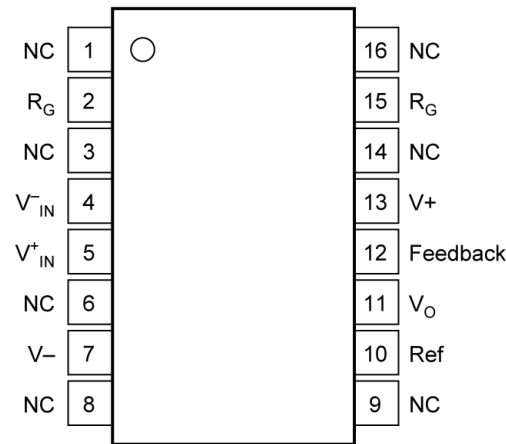 NC 1 16 NC
R_G 2 15 R_G
NC 3 14 NC
V⁻_IN 4 13 V+
V⁺_IN 5 12 Feedback
NC 6 11 V_O
V– 7 10 Ref
NC 8 9 NC